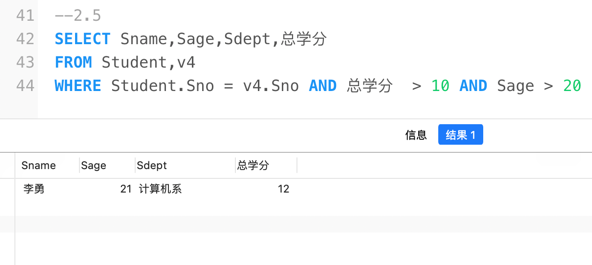 41 --2.5
42 SELECT Sname,Sage,Sdept,总学分
43 FROM Student,v4
44 WHERE Student.Sno = v4.Sno AND 总学分  > 10 AND Sage > 20
信息 结果 1
Sname Sage Sdept 总学分
李勇 21 计算机系 12